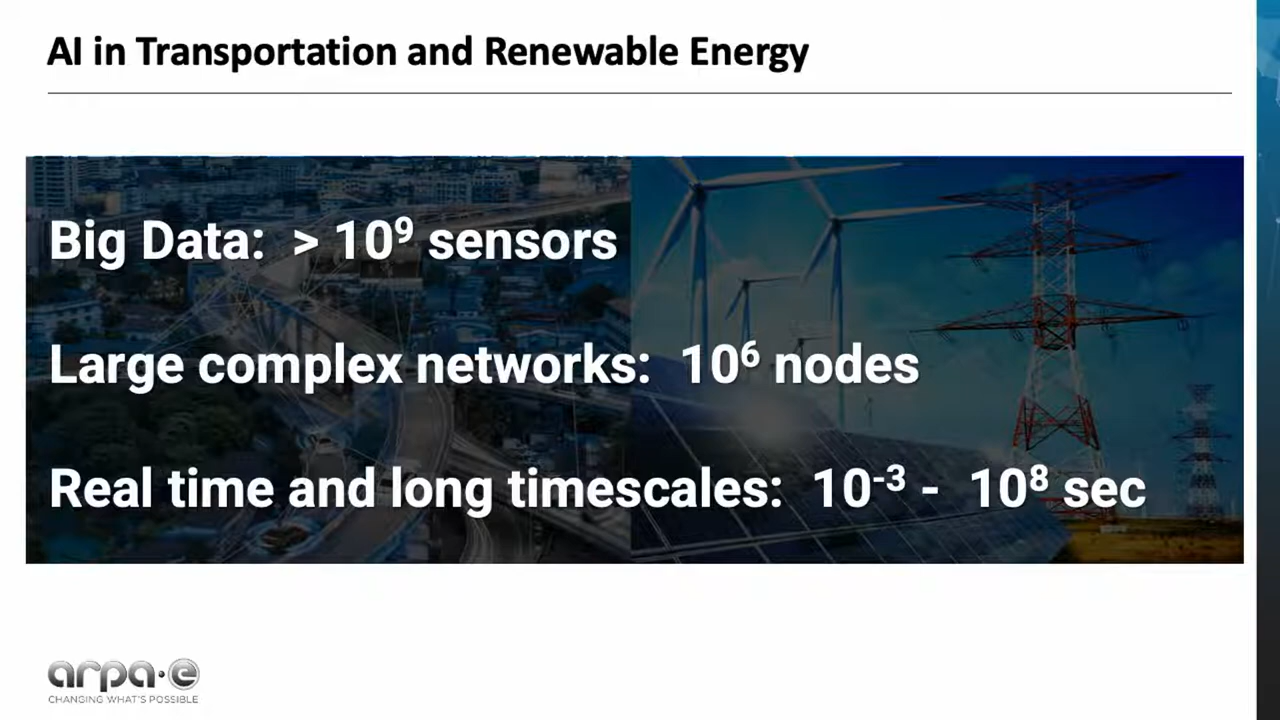 AI in Transportation and Renewable Energy
Big Data: > 10⁹ sensors
Large complex networks: 10⁶ nodes
Real time and long timescales: 10⁻³ - 10⁸ sec
arpa·e
CHANGING WHAT'S POSSIBLE